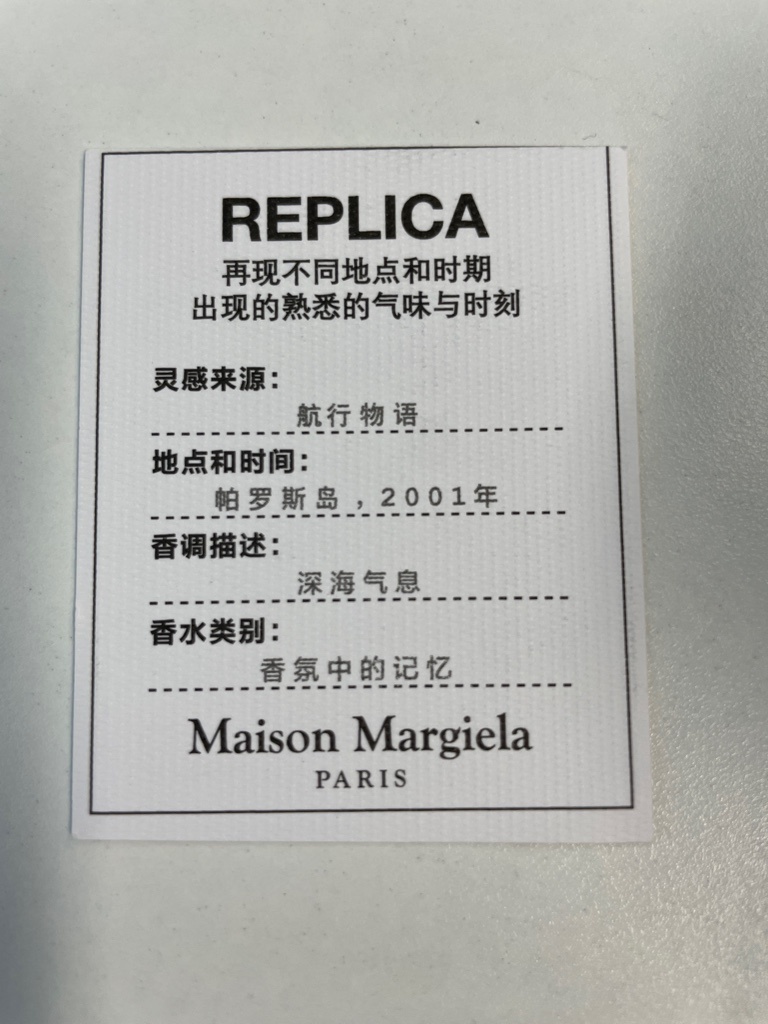 REPLICA
再现不同地点和时期
出现的熟悉的气味与时刻
灵感来源：
航行物语
地点和时间：
帕罗斯岛，2001年
香调描述：
深海气息
香水类别：
香氛中的记忆
Maison Margiela
PARIS